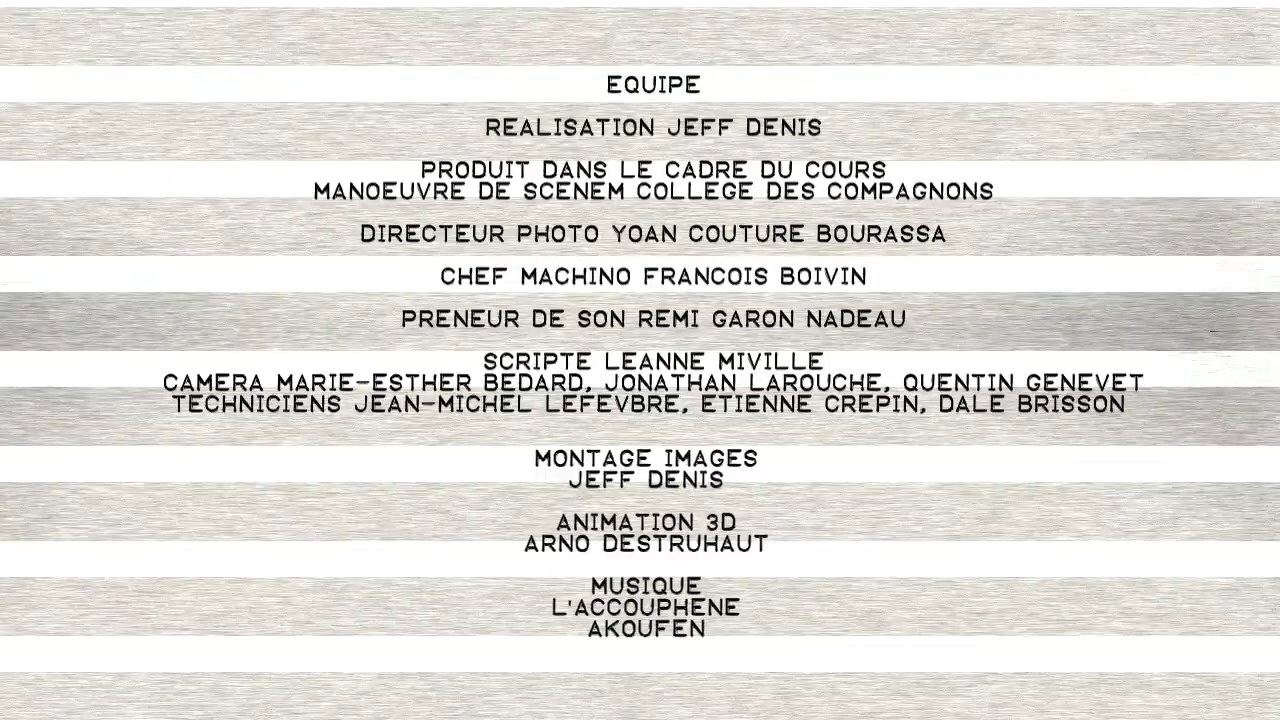 EQUIPE
REALISATION JEFF DENIS
PRODUIT DANS LE CADRE DU COURS
MANOEUVRE DE SCENEM COLLEGE DES COMPAGNONS
DIRECTEUR PHOTO YOAN COUTURE BOURASSA
CHEF MACHINO FRANCOIS BOIVIN
PRENEUR DE SON REMI GARON NADEAU
SCRIPTE LEANNE MIVILLE
CAMERA MARIE-ESTHER BEDARD, JONATHAN LAROUCHE, QUENTIN GENEVET
TECHNICIENS JEAN-MICHEL LEFEVBRE, ETIENNE CREPIN, DALE BRISSON
MONTAGE IMAGES
JEFF DENIS
ANIMATION 3D
ARNO DESTRUHAUT
MUSIQUE
L'ACCOUPHENE
AKOUFEN